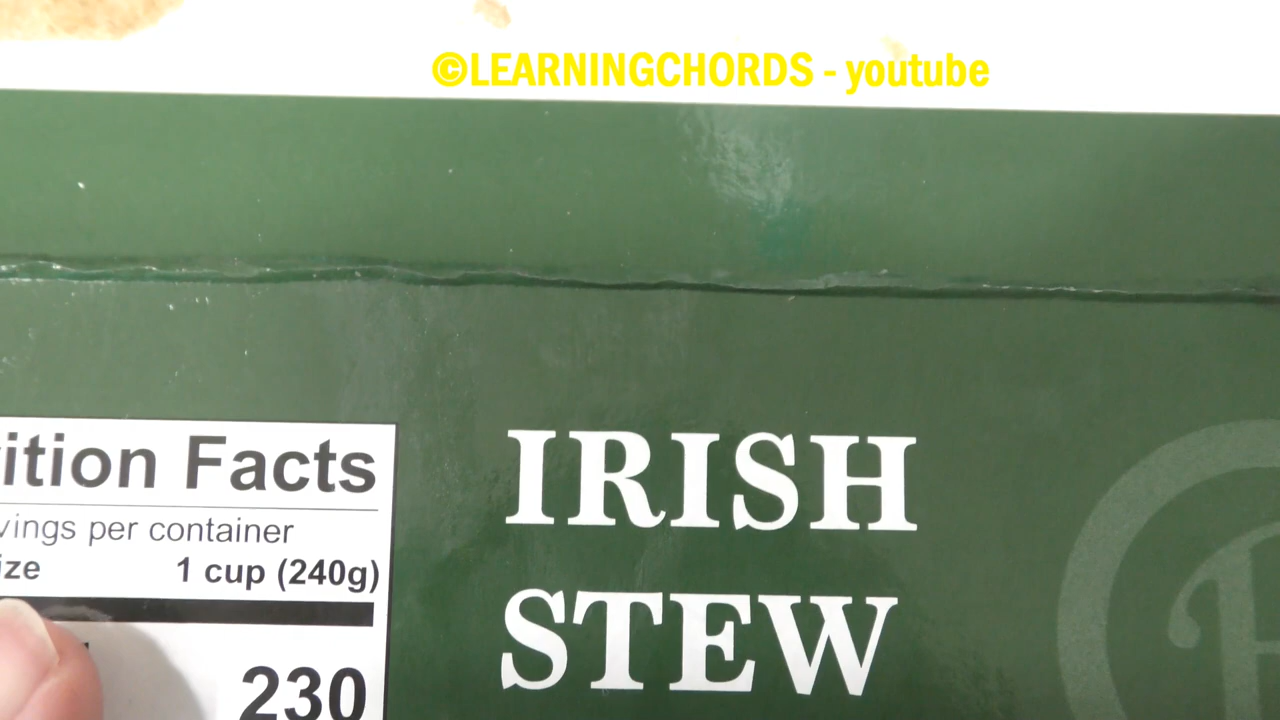 ©LEARNINGCHORDS - youtube
ition Facts
vings per container
ize 1 cup (240g)
230
IRISH
STEW